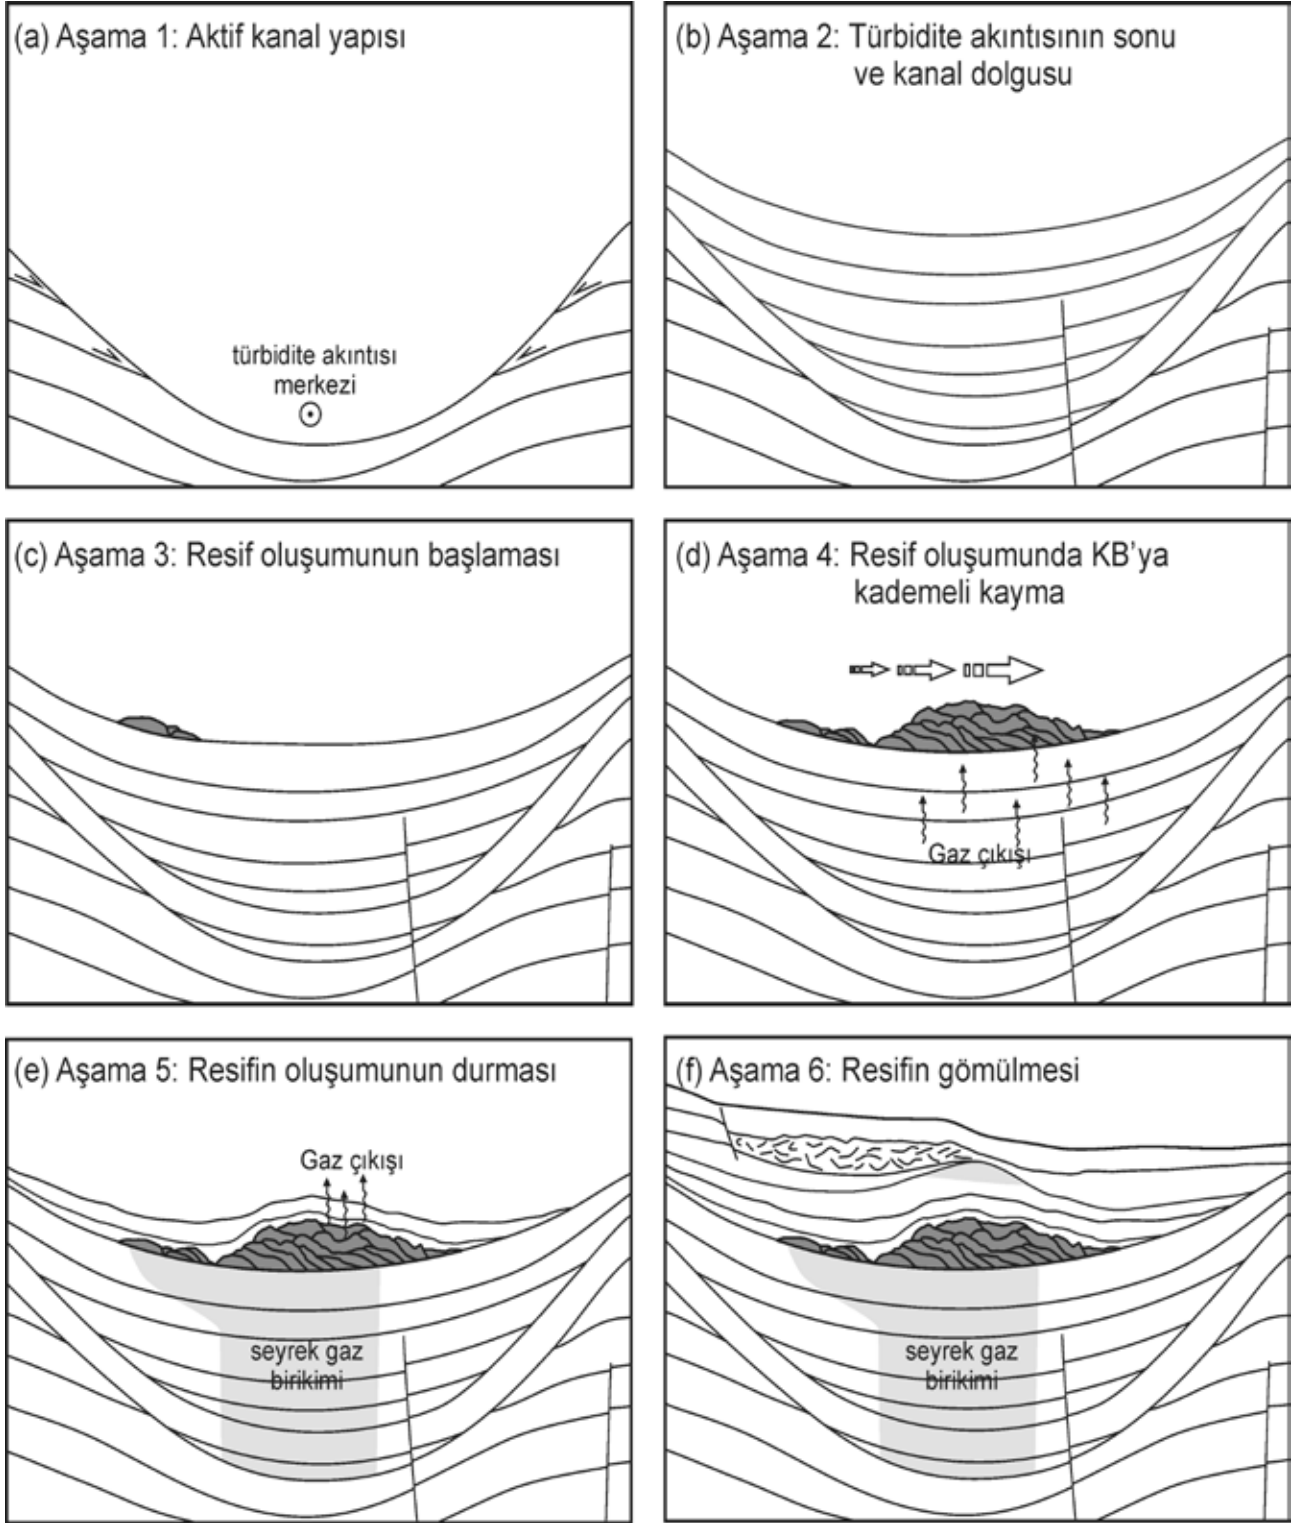 (a) Aşama 1: Aktif kanal yapısı
türbidite akıntısı
merkezi
(b) Aşama 2: Türbidite akıntısının sonu
ve kanal dolgusu
(c) Aşama 3: Resif oluşumunun başlaması
(d) Aşama 4: Resif oluşumunda KB'ya
kademeli kayma
Gaz çıkışı
(e) Aşama 5: Resifin oluşumunun durması
Gaz çıkışı
seyrek gaz
birikimi
(f) Aşama 6: Resifin gömülmesi
seyrek gaz
birikimi